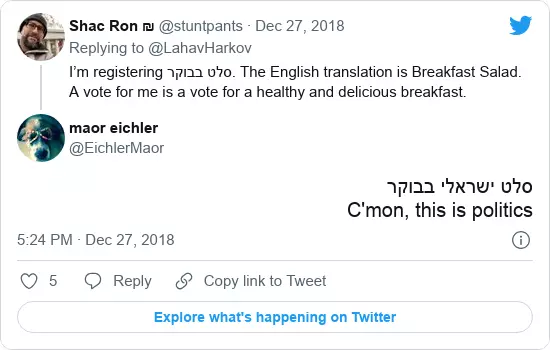 Shac Ron ₪ @stuntpants · Dec 27, 2018
Replying to @LahavHarkov
I’m registering סלט בבוקר. The English translation is Breakfast Salad.
A vote for me is a vote for a healthy and delicious breakfast.
maor eichler
@EichlerMaor
סלט ישראלי בבוקר
C'mon, this is politics
5:24 PM · Dec 27, 2018
5 Reply Copy link to Tweet
Explore what's happening on Twitter